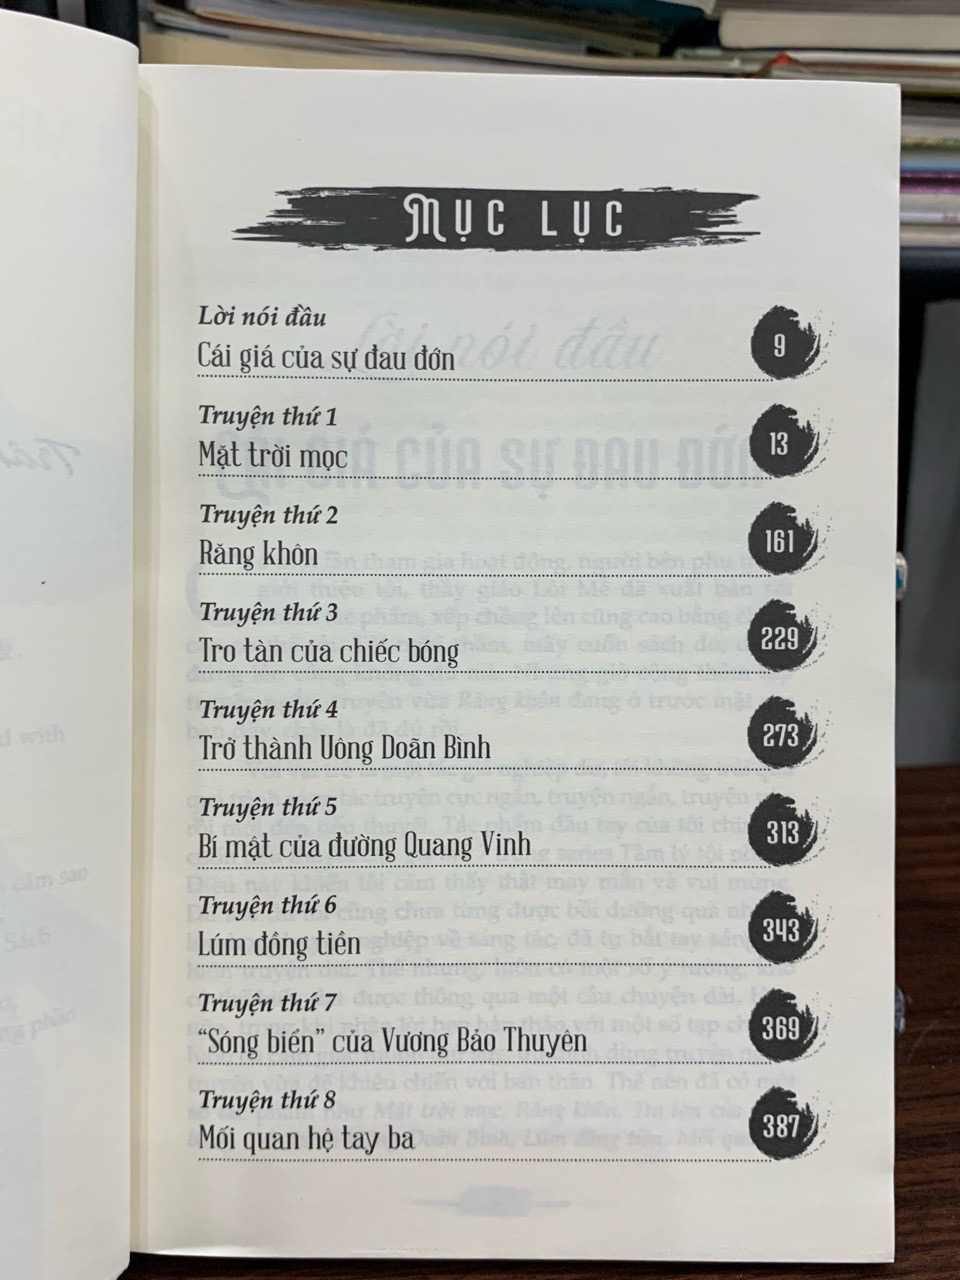 MỤC LỤC
Lời nói đầu
Cái giá của sự đau đớn
9
Truyện thứ 1
Mặt trời mọc
13
Truyện thứ 2
Răng khôn
161
Truyện thứ 3
Tro tàn của chiếc bóng
229
Truyện thứ 4
Trở thành Uông Doãn Bình
273
Truyện thứ 5
Bí mật của đường Quang Vinh
313
Truyện thứ 6
Lúm đồng tiền
343
Truyện thứ 7
“Sóng biển” của Vương Bảo Thuyên
369
Truyện thứ 8
Mối quan hệ tay ba
387